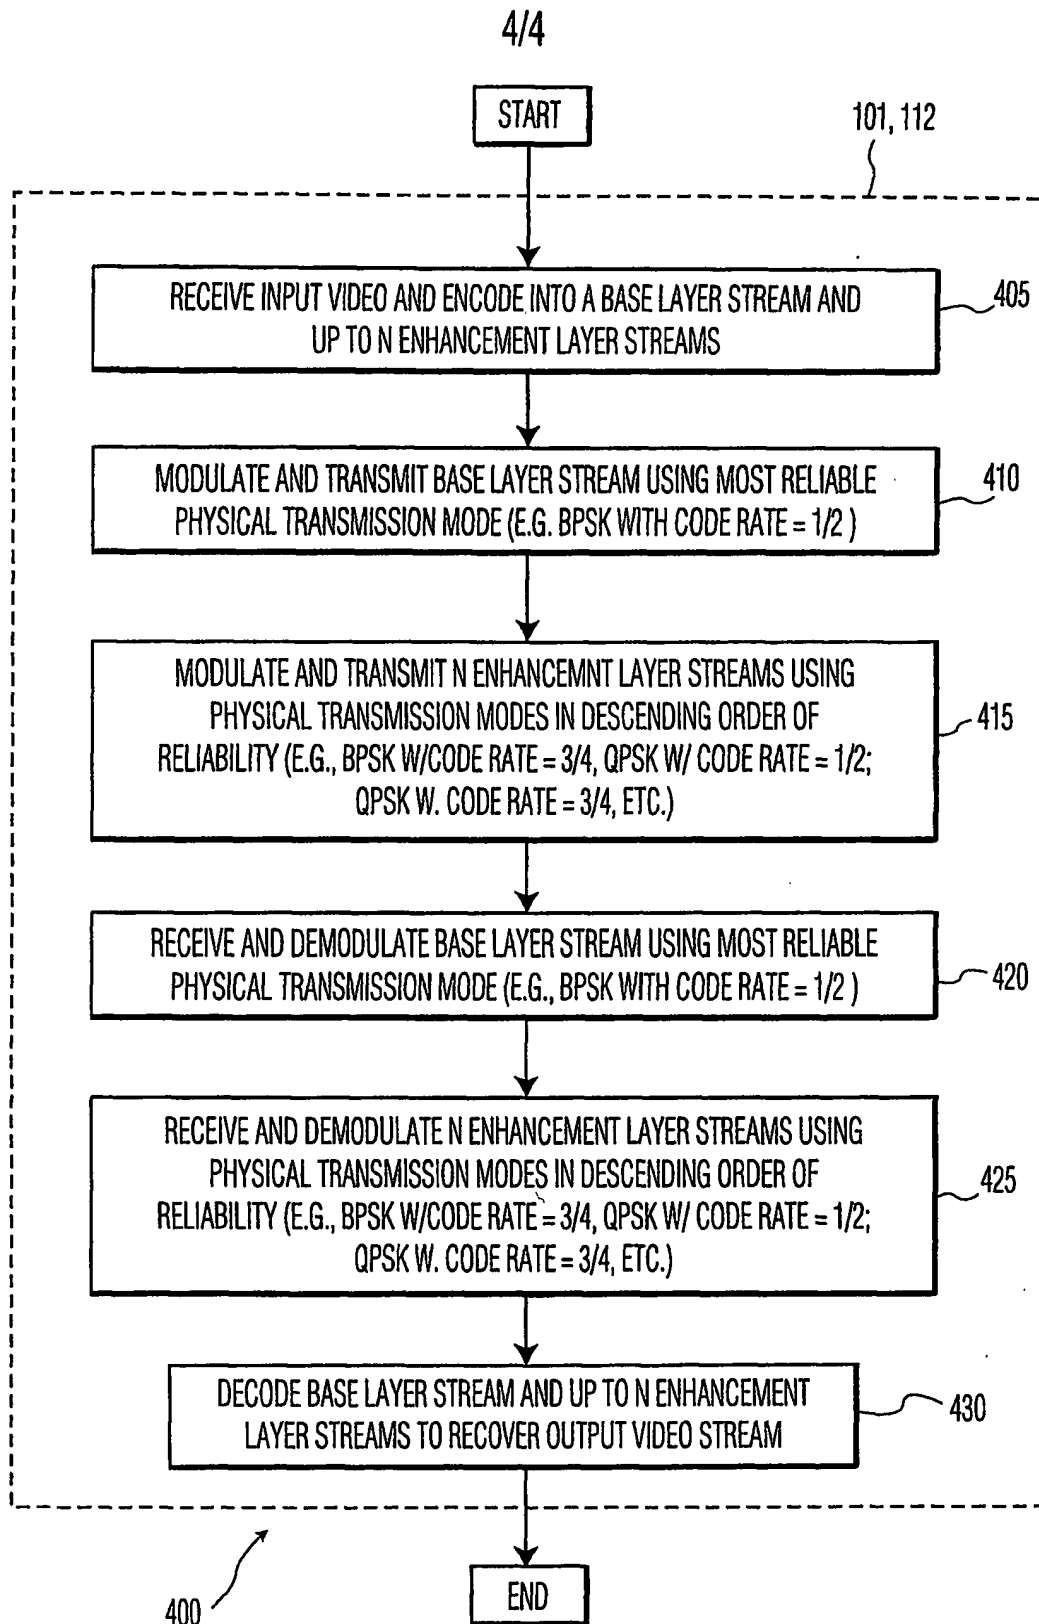 4/4
START
101, 112
RECEIVE INPUT VIDEO AND ENCODE INTO A BASE LAYER STREAM AND
UP TO N ENHANCEMENT LAYER STREAMS
405
MODULATE AND TRANSMIT BASE LAYER STREAM USING MOST RELIABLE
PHYSICAL TRANSMISSION MODE (E.G. BPSK WITH CODE RATE = 1/2 )
410
MODULATE AND TRANSMIT N ENHANCEMNT LAYER STREAMS USING
PHYSICAL TRANSMISSION MODES IN DESCENDING ORDER OF
RELIABILITY (E.G., BPSK W/CODE RATE = 3/4, QPSK W/ CODE RATE = 1/2;
QPSK W. CODE RATE = 3/4, ETC.)
415
RECEIVE AND DEMODULATE BASE LAYER STREAM USING MOST RELIABLE
PHYSICAL TRANSMISSION MODE (E.G., BPSK WITH CODE RATE = 1/2 )
420
RECEIVE AND DEMODULATE N ENHANCEMENT LAYER STREAMS USING
PHYSICAL TRANSMISSION MODES IN DESCENDING ORDER OF
RELIABILITY (E.G., BPSK W/CODE RATE = 3/4, QPSK W/ CODE RATE = 1/2;
QPSK W. CODE RATE = 3/4, ETC.)
425
DECODE BASE LAYER STREAM AND UP TO N ENHANCEMENT
LAYER STREAMS TO RECOVER OUTPUT VIDEO STREAM
430
400
END